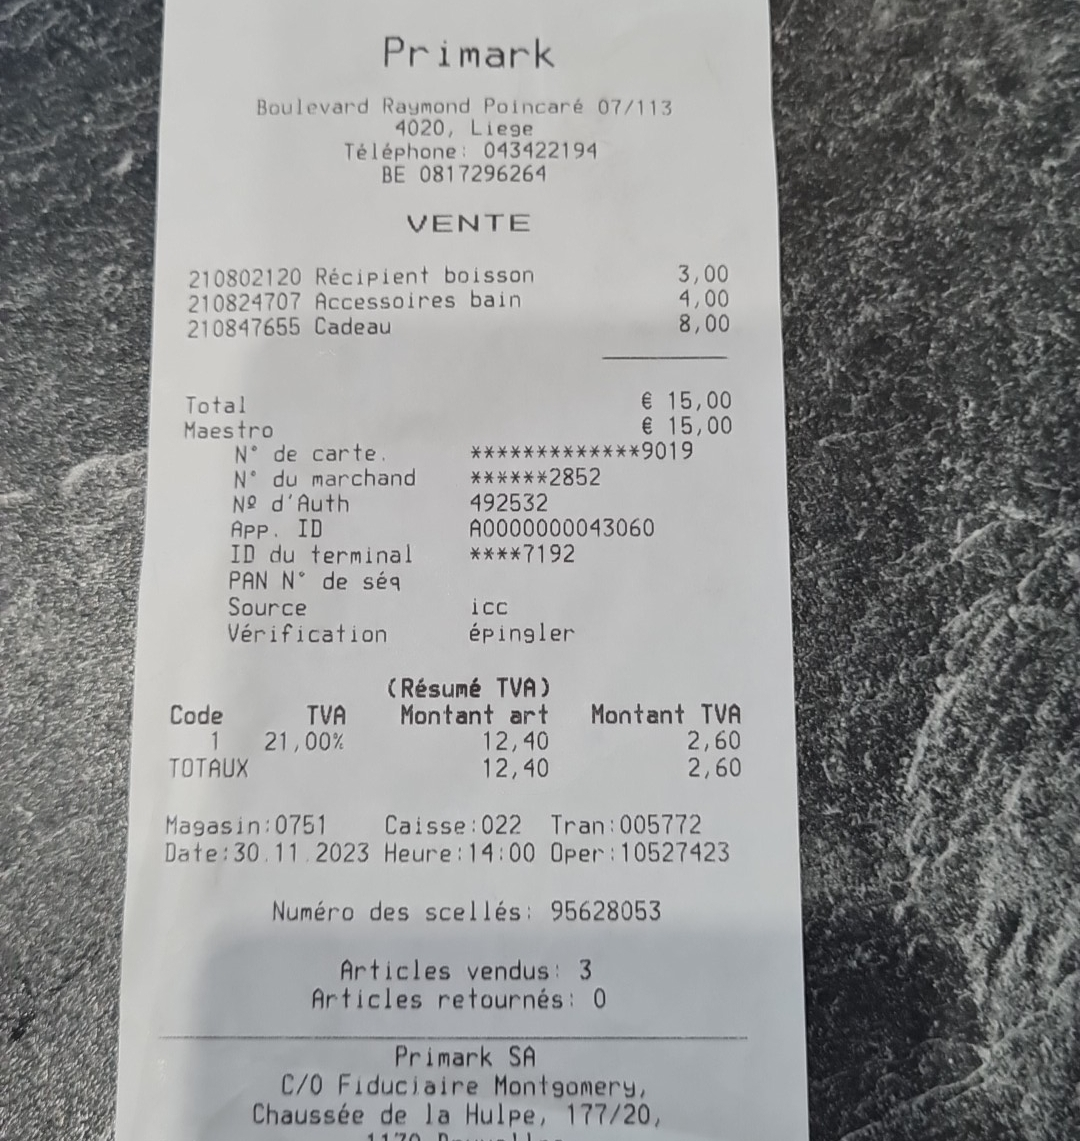 Primark
Boulevard Raymond Poincaré 07/113
4020, Liege
Téléphone: 043422194
BE 0817296264
VENTE
210802120 Récipient boisson 3,00
210824707 Accessoires bain 4,00
210847655 Cadeau 8,00
Total € 15,00
Maestro € 15,00
N° de carte. *************9019
N° du marchand ******2852
Nº d'Auth 492532
App. ID A0000000043060
ID du terminal ****7192
PAN N° de séq
Source icc
Vérification épingler
(Résumé TVA)
Code TVA Montant art Montant TVA
1 21,00% 12,40 2,60
TOTAUX 12,40 2,60
Magasin:0751 Caisse:022 Tran:005772
Date:30.11.2023 Heure:14:00 Oper:10527423
Numéro des scellés: 95628053
Articles vendus: 3
Articles retournés: 0
Primark SA
C/O Fiduciaire Montgomery,
Chaussée de la Hulpe, 177/20,